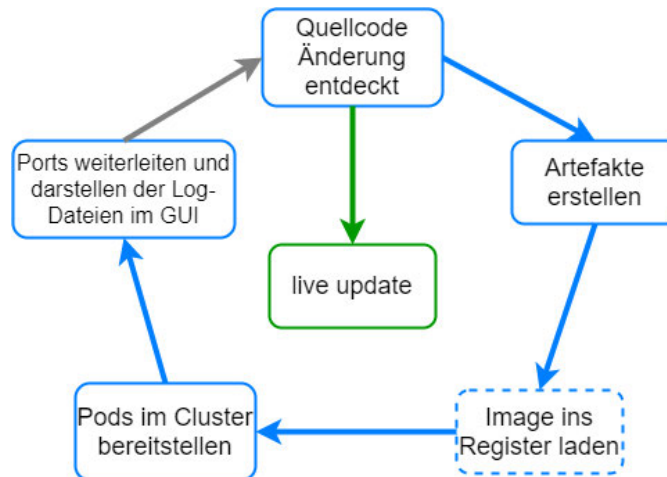 Quellcode
Änderung
entdeckt
Ports weiterleiten und
darstellen der Log-
Dateien im GUI
Artefakte
erstellen
live update
Pods im Cluster
bereitstellen
Image ins
Register laden